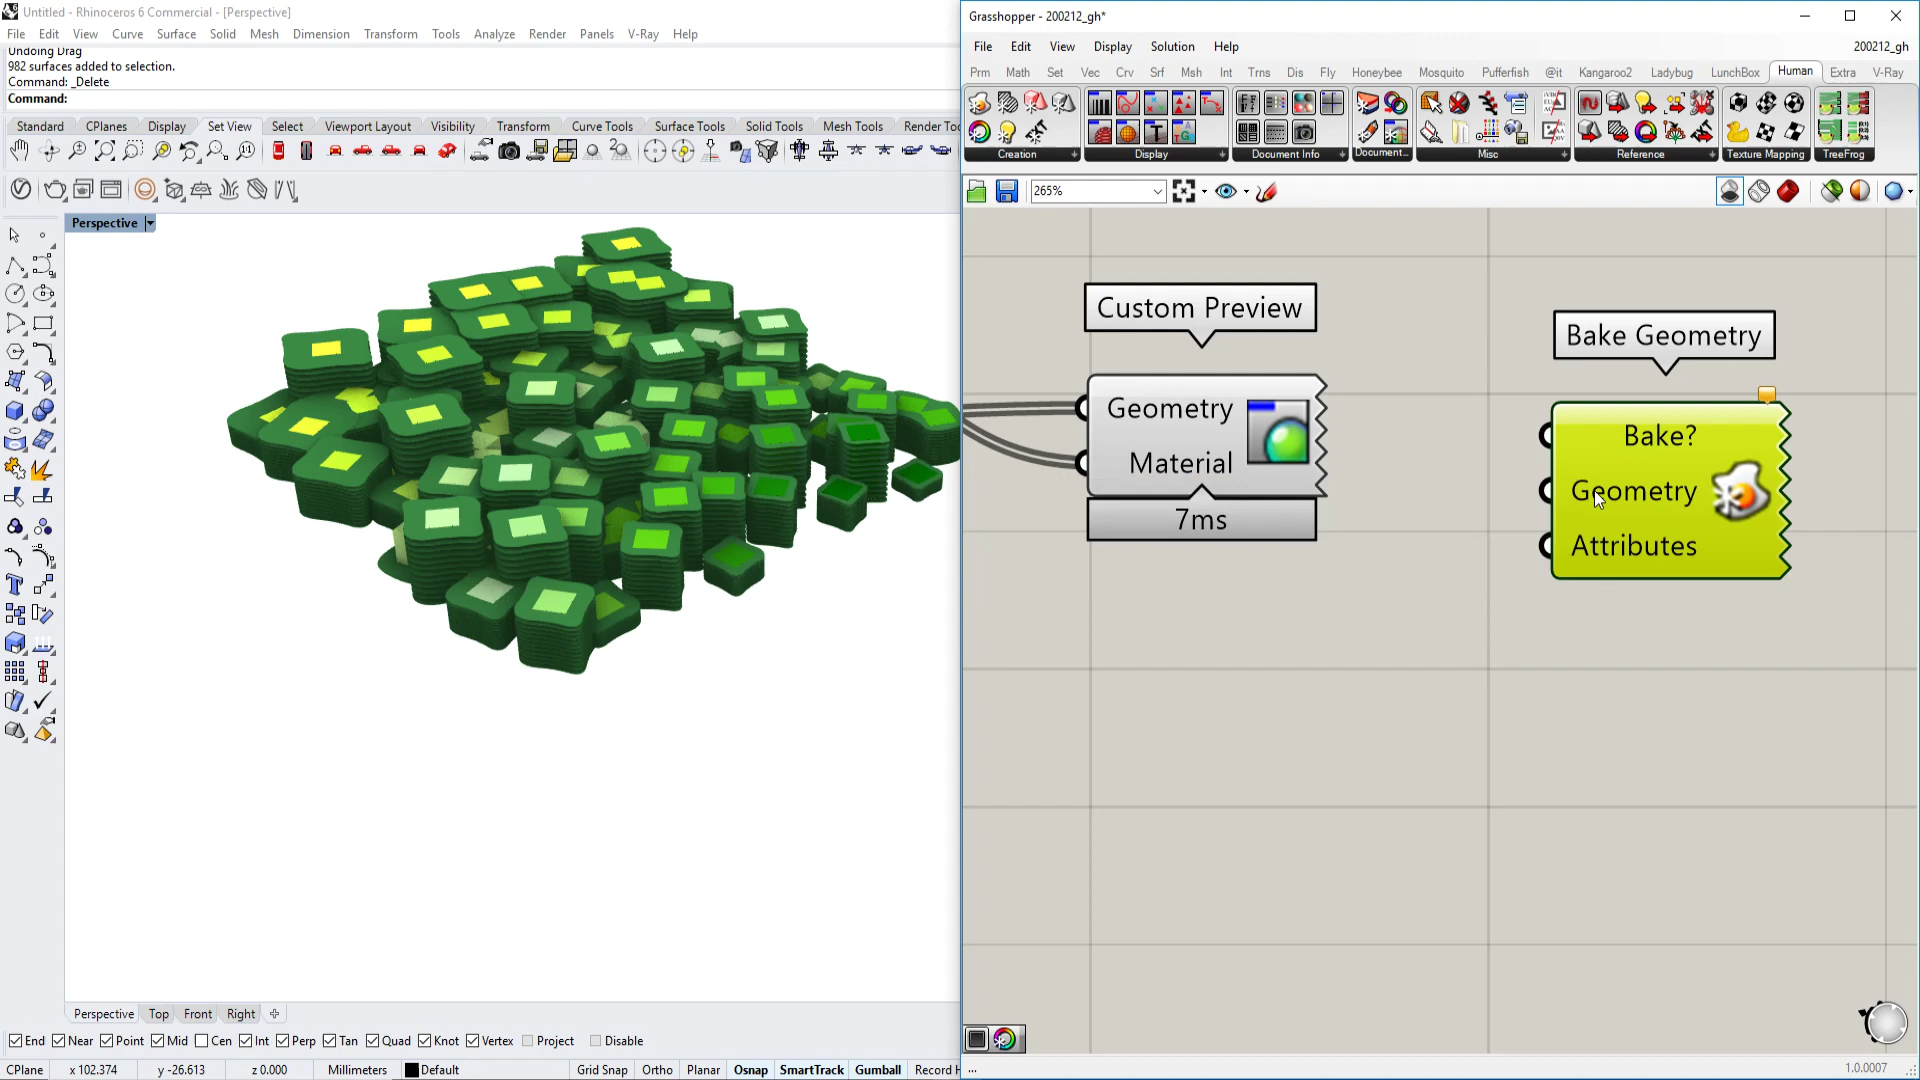 Untitled - Rhinoceros 6 Commercial - [Perspective]
File Edit View Curve Surface Solid Mesh Dimension Transform Tools Analyze Render Panels V-Ray Help
Undoing Drag
982 surfaces added to selection.
Command: _Delete
Command:
Standard CPlanes Display Set View Select Viewport Layout Visibility Transform Curve Tools Surface Tools Solid Tools Mesh Tools Render Too
Perspective
Perspective Top Front Right
End Near Point Mid Cen Int Perp Tan Quad Knot Vertex Project Disable
CPlane x 102.374 y -26.613 z 0.000 Millimeters Default Grid Snap Ortho Planar Osnap SmartTrack Gumball Record H
Grasshopper - 200212_gh*
File Edit View Display Solution Help 200212_gh
Prm Math Set Vec Crv Srf Msh Int Trns Dis Fly Honeybee Mosquito Pufferfish @it Kangaroo2 Ladybug LunchBox Human Extra V-Ray
Creation Display Document Info Document... Misc Reference Texture Mapping TreeFrog
265%
Custom Preview
Geometry
Material
7ms
Bake Geometry
Bake?
Geometry
Attributes
...
1.0.0007